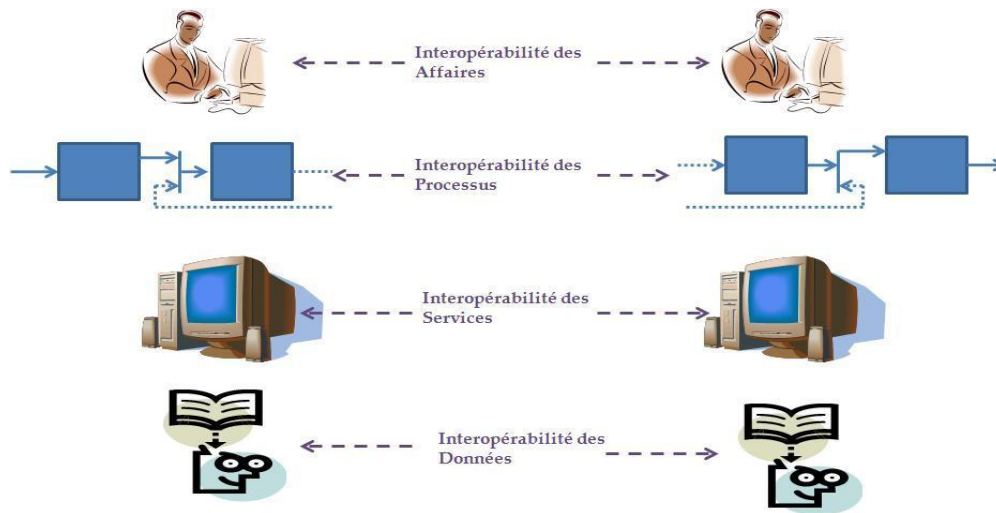 Interopérabilité des
Affaires
Interopérabilité des
Processus
Interopérabilité des
Services
Interopérabilité des
Données